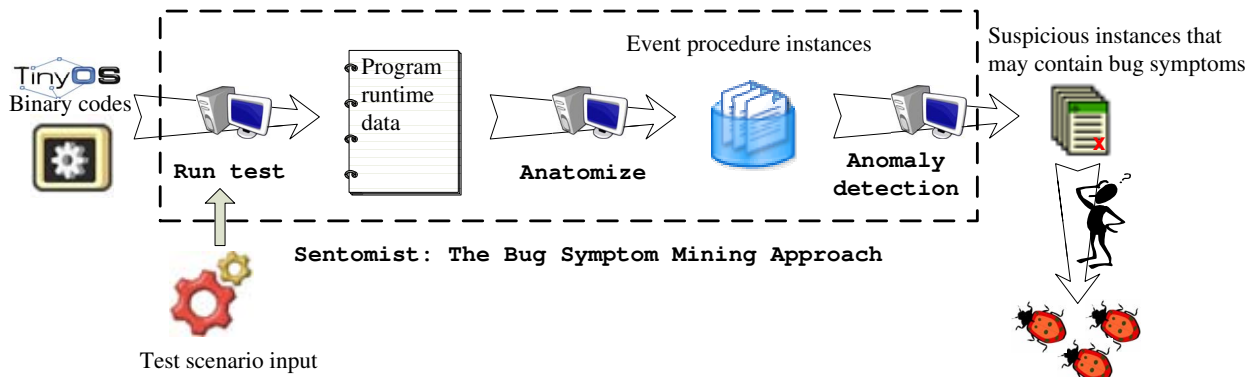 TinyOS
Binary codes
Run test
Program
runtime
data
Anatomize
Event procedure instances
Anomaly
detection
Suspicious instances that
may contain bug symptoms
x
?
Sentomist: The Bug Symptom Mining Approach
Test scenario input